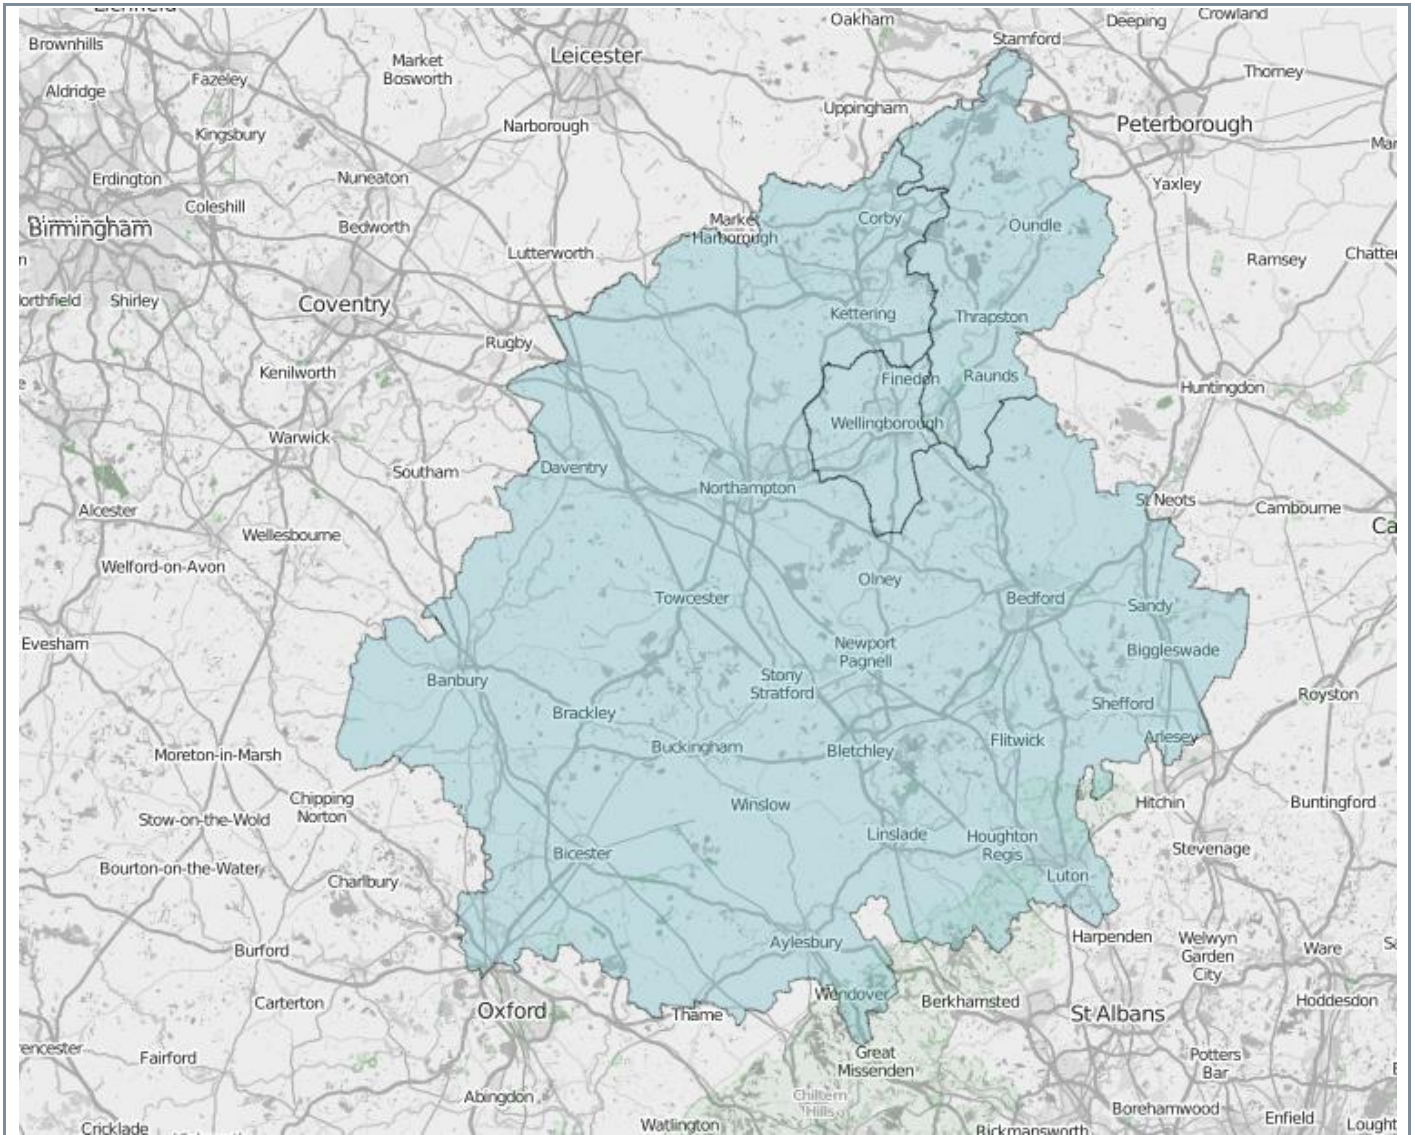 Oakham
Deeping
Crowland
Stamford
Brownhills
Leicester
Market
Bosworth
Fazeley
Aldridge
Thorney
Uppingham
Kingsbury
Narborough
Peterborough
Erdington
Nuneaton
Yaxley
Coleshill
Birmingham
Bedworth
Market
Harborough
Corby
Oundle
Lutterworth
Ramsey
Chatter
orthfield
Shirley
Coventry
Kettering
Thrapston
Rugby
Kenilworth
Finedon
Raunds
Huntingdon
Wellingborough
Warwick
Southam
Daventry
Northampton
St Neots
Cambourne
Alcester
Ca
Wellesbourne
Welford-on-Avon
Olney
Towcester
Bedford
Sandy
Evesham
Newport
Pagnell
Biggleswade
Banbury
Stony
Stratford
Royston
Brackley
Shefford
Buckingham
Bletchley
Flitwick
Arlesey
Moreton-in-Marsh
Chipping
Norton
Winslow
Hitchin
Buntingford
Stow-on-the-Wold
Linslade
Houghton
Regis
Stevenage
Bicester
Bourton-on-the-Water
Charlbury
Luton
Burford
Aylesbury
Harpenden
Welwyn
Garden
City
Ware
Carterton
Wendover
Berkhamsted
Hoddesdon
Oxford
Thame
St Albans
encester
Fairford
Great
Missenden
Potters
Bar
Abingdon
Chiltern
Hills
Borehamwood
Enfield
Lought
Cricklade
Watlington
Rickmansworth